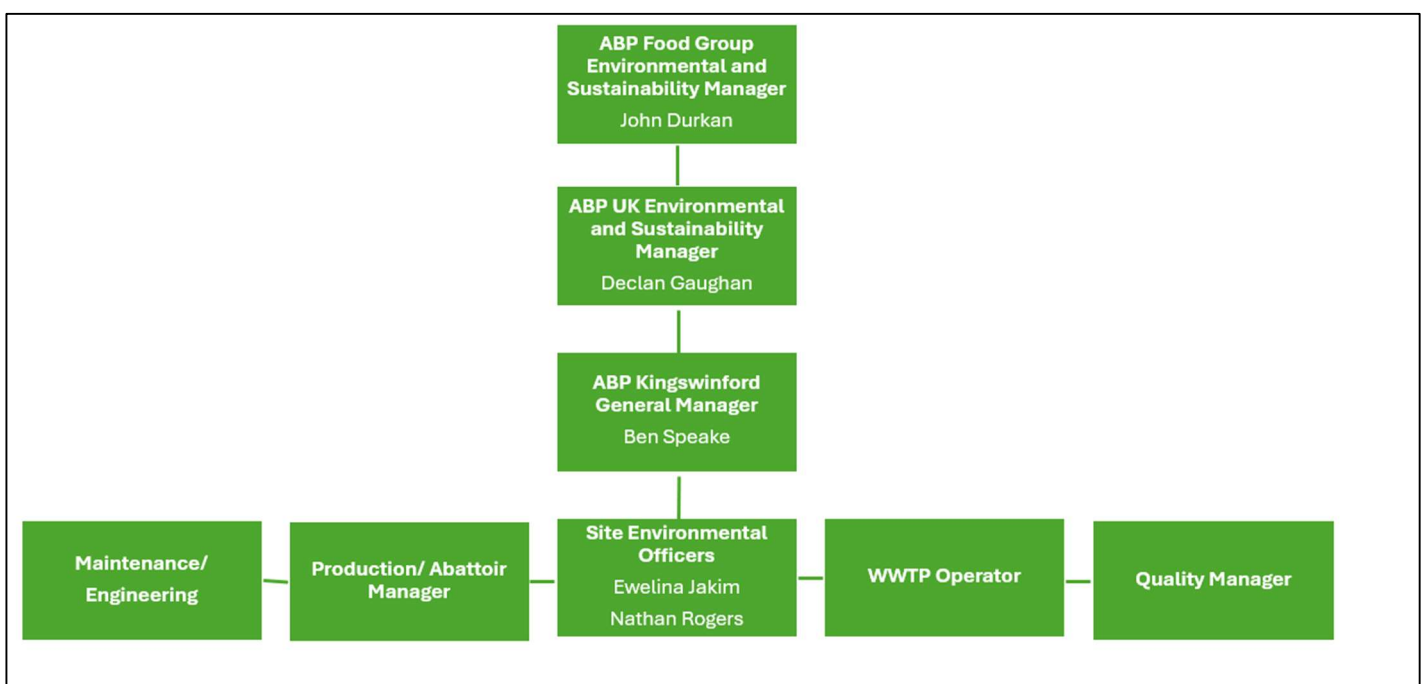 ABP Food Group
Environmental and
Sustainability Manager
John Durkan
ABP UK Environmental
and Sustainability
Manager
Declan Gaughan
ABP Kingswinford
General Manager
Ben Speake
Maintenance/
Engineering
Production/ Abattoir
Manager
Site Environmental
Officers
Ewelina Jakim
Nathan Rogers
WWTP Operator
Quality Manager